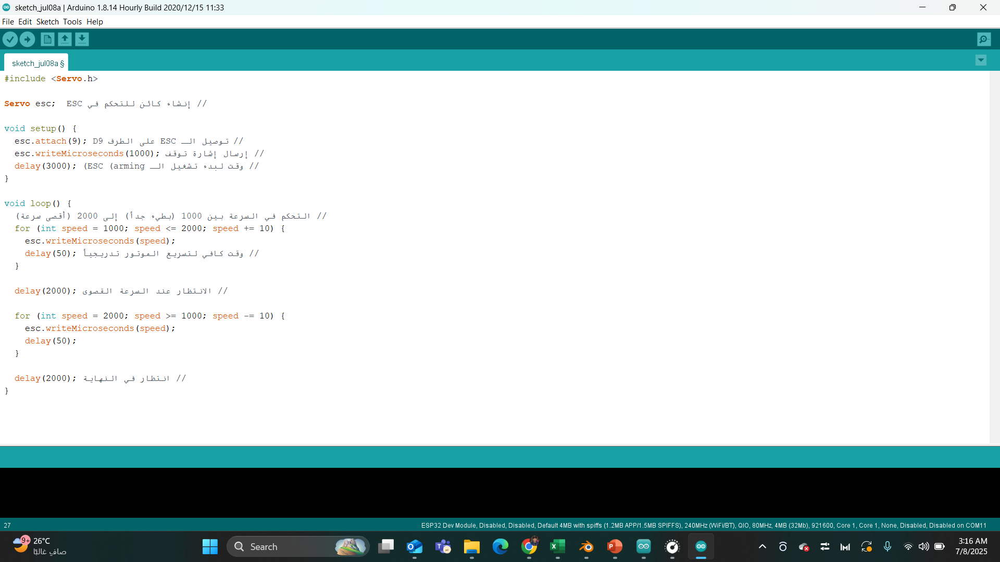 sketch_jul08a | Arduino 1.8.14 Hourly Build 2020/12/15 11:33
File Edit Sketch Tools Help
sketch_jul08a §
#include <Servo.h>
Servo esc;  // إنشاء كائن للتحكم في ESC
void setup() {
esc.attach(9); // توصيل الـ ESC على الطرف D9
esc.writeMicroseconds(1000); // إرسال إشارة توقف
delay(3000); // وقت لبدء تشغيل الـ ESC (arming)
}
void loop() {
// التحكم في السرعة بين 1000 (بطيء جداً) إلى 2000 (أقصى سرعة)
for (int speed = 1000; speed <= 2000; speed += 10) {
esc.writeMicroseconds(speed);
delay(50); // وقت كافي لتسريع الموتور تدريجياً
}
delay(2000); // الانتظار عند السرعة القصوى
for (int speed = 2000; speed >= 1000; speed -= 10) {
esc.writeMicroseconds(speed);
delay(50);
}
delay(2000); // انتظار في النهاية
}
27
ESP32 Dev Module, Disabled, Disabled, Default 4MB with spiffs (1.2MB APP/1.5MB SPIFFS), 240MHz (WiFi/BT), QIO, 80MHz, 4MB (32Mb), 921600, Core 1, Core 1, None, Disabled, Disabled on COM11
9+
26°C
صافٍ غالبًا
Search
3:16 AM
7/8/2025